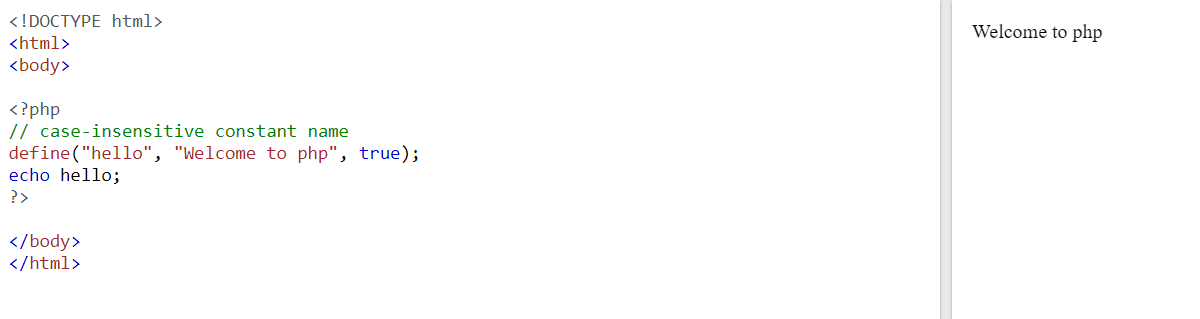 <!DOCTYPE html>
<html>
<body>
<?php
// case-insensitive constant name
define("hello", "Welcome to php", true);
echo hello;
?>
</body>
</html>
Welcome to php